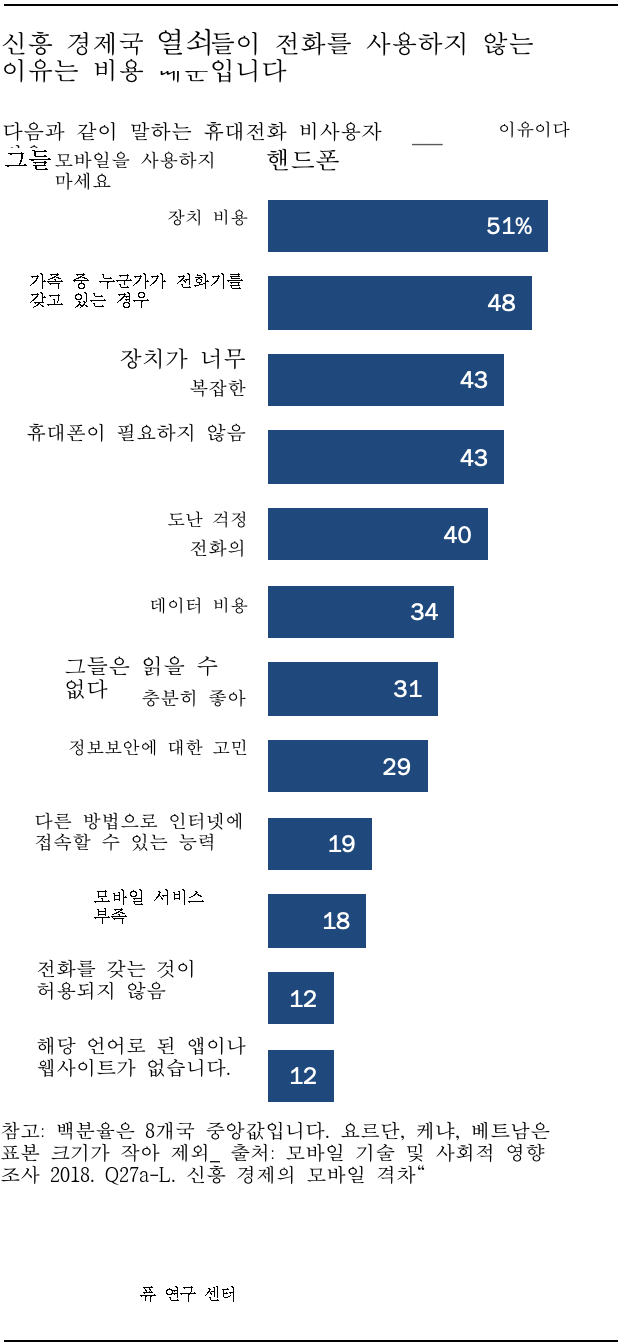 신흥 경제국 열쇠들이 전화를 사용하지 않는
이유는 비용 입니다
다음과 같이 말하는 휴대전화 비사용자 이유이다
그들 모바일을 사용하지 핸드폰
마세요
장치 비용
51%
가족 중 누군가가 전화기를
갖고 있는 경우
48
장치가 너무
복잡한
43
휴대폰이 필요하지 않음
43
도난 걱정
전화의
40
데이터 비용
34
그들은 읽을 수
없다 충분히 좋아
31
정보보안에 대한 고민
29
다른 방법으로 인터넷에
접속할 수 있는 능력
19
모바일 서비스
부족
18
전화를 갖는 것이
허용되지 않음
12
해당 언어로 된 앱이나
웹사이트가 없습니다.
12
참고: 백분율은 8개국 중앙값입니다. 요르단, 케냐, 베트남은
표본 크기가 작아 제외_ 출처: 모바일 기술 및 사회적 영향
조사 2018. Q27a-L. 신흥 경제의 모바일 격차“
퓨 연구 센터